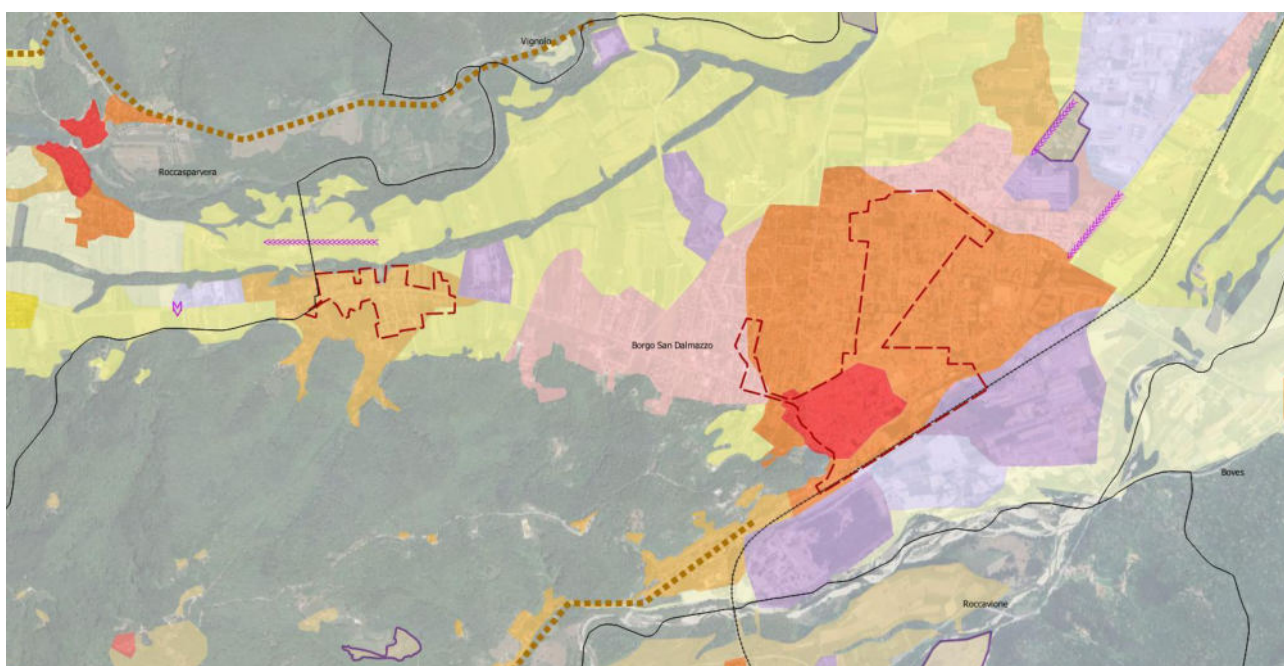 Vignolo
Roccasparvera
Borgo San Dalmazzo
Boves
Roccavione